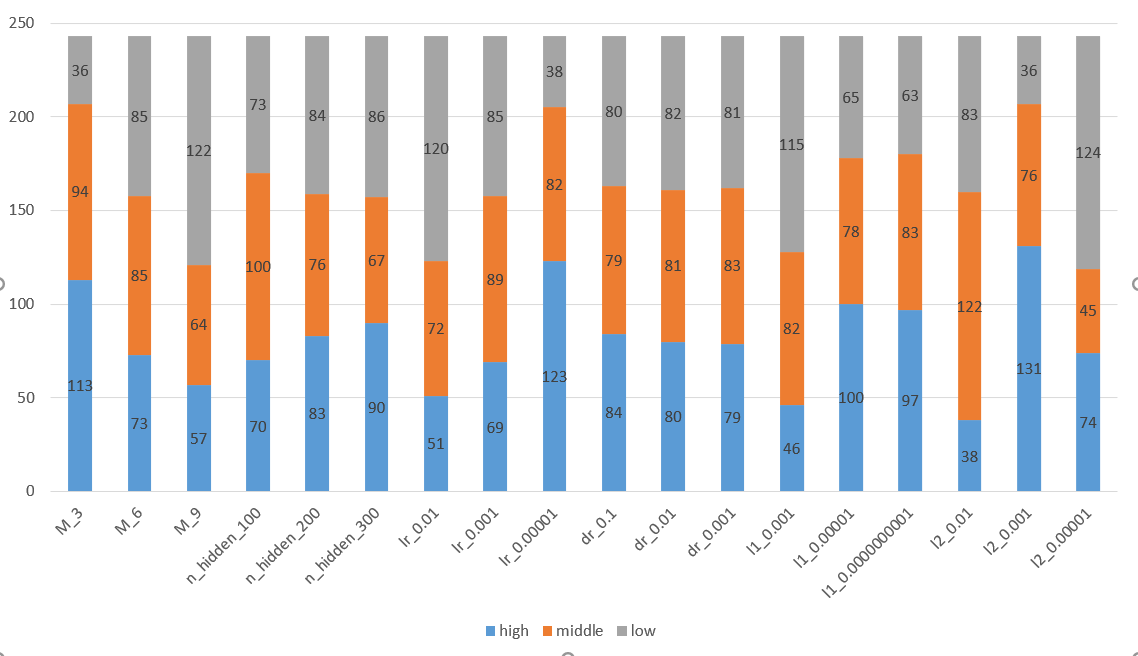 250
200
150
100
50
0
36 85 122 73 84 86 120 85 38 80 82 81 115 65 63 83 36 124
94 85 64 100 76 67 72 89 82 79 81 83 82 78 83 122 76 45
113 73 57 70 83 90 51 69 123 84 80 79 46 100 97 38 131 74
M_3 M_6 M_9 n_hidden_100 n_hidden_200 n_hidden_300 lr_0.01 lr_0.001 lr_0.00001 dr_0.1 dr_0.01 dr_0.001 l1_0.001 l1_0.00001 l1_0.0000000001 l2_0.01 l2_0.001 l2_0.00001
high middle low